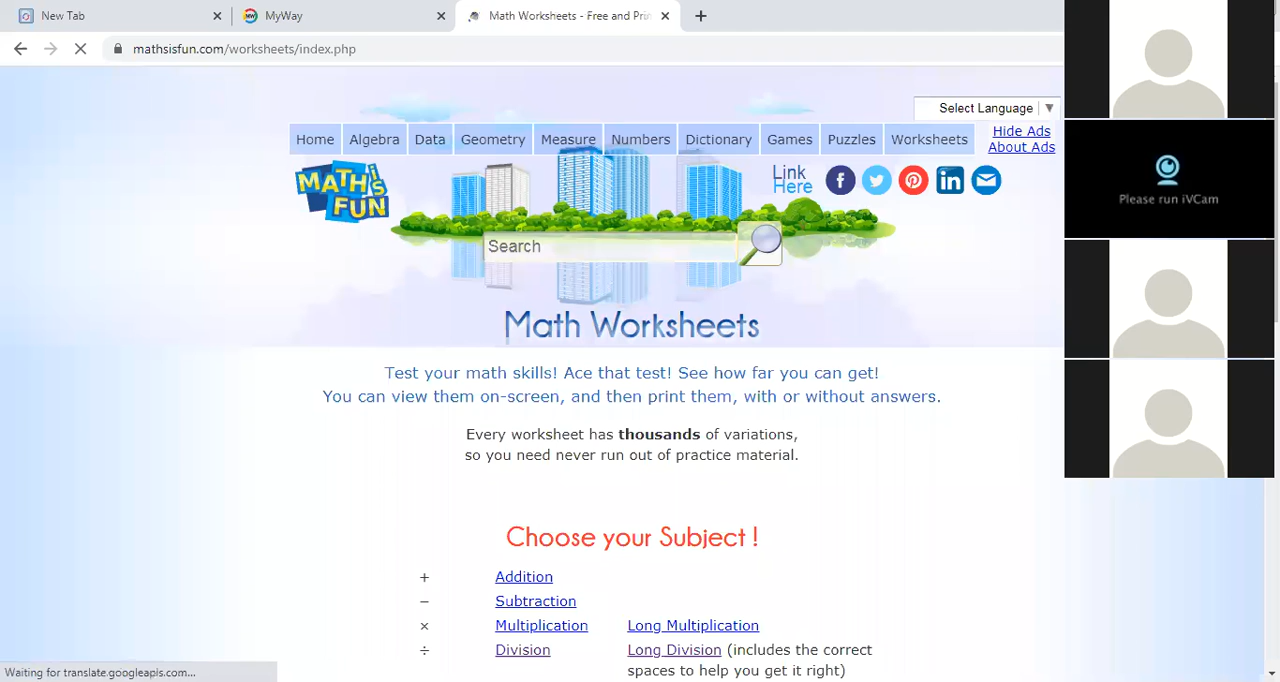 New Tab
MyWay
Math Worksheets - Free and Prin
mathsisfun.com/worksheets/index.php
Select Language ▼
Home Algebra Data Geometry Measure Numbers Dictionary Games Puzzles Worksheets
Hide Ads
About Ads
MATH is FUN
Link Here
Search
Math Worksheets
Test your math skills! Ace that test! See how far you can get!
You can view them on-screen, and then print them, with or without answers.
Every worksheet has thousands of variations,
so you need never run out of practice material.
Choose your Subject !
+ Addition
− Subtraction
× Multiplication Long Multiplication
÷ Division Long Division (includes the correct
spaces to help you get it right)
Waiting for translate.googleapis.com...
Please run iVCam